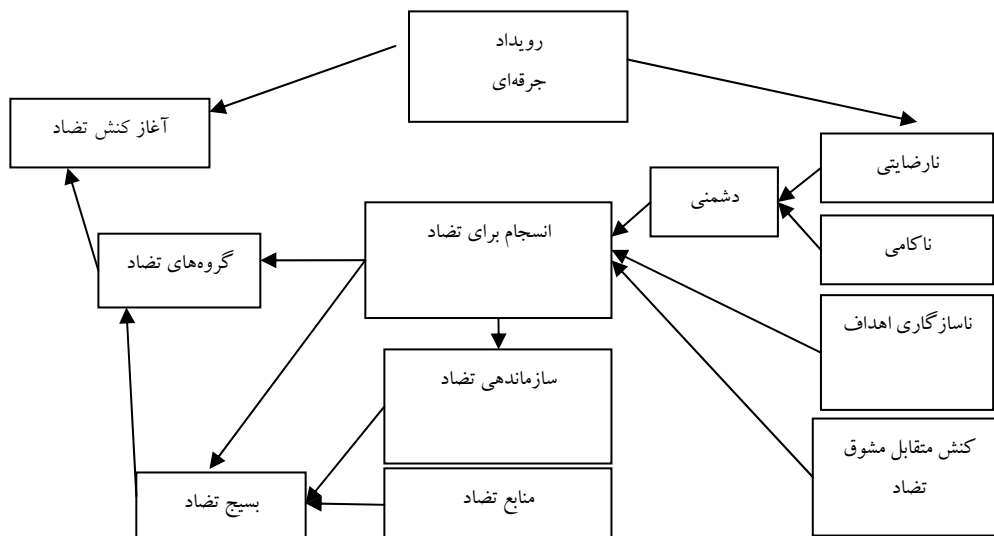 رویداد
جرقه‌ای
آغاز کنش تضاد
نارضایتی
دشمنی
ناکامی
انسجام برای تضاد
گروه‌های تضاد
ناسازگاری اهداف
سازماندهی تضاد
کنش متقابل مشوق
تضاد
منابع تضاد
بسیج تضاد